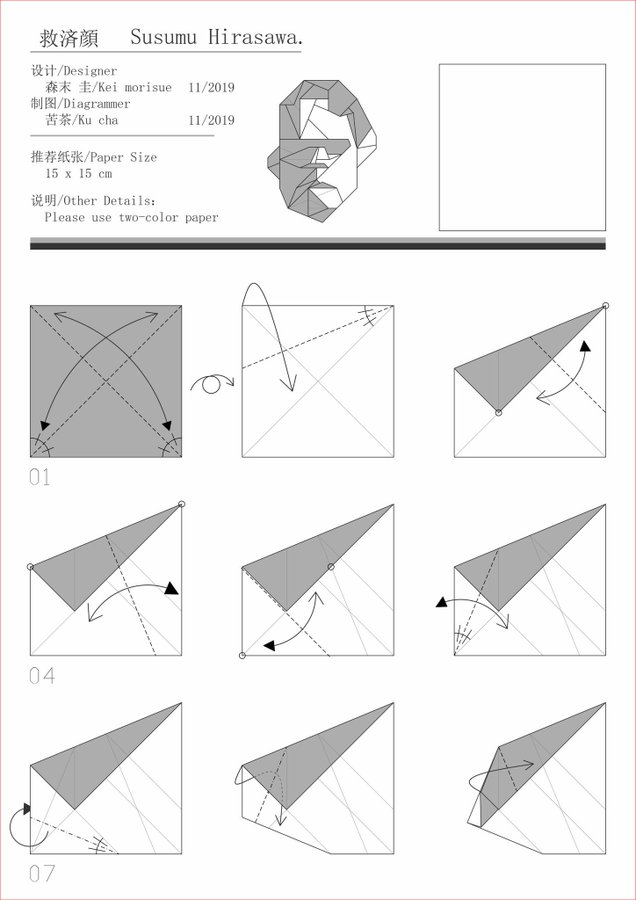 救済顔 Susumu Hirasawa.
设计/Designer
森末 圭/Kei morisue 11/2019
制图/Diagrammer
苦茶/Ku cha 11/2019
推荐纸张/Paper Size
15 x 15 cm
说明/Other Details:
Please use two-color paper
01
04
07